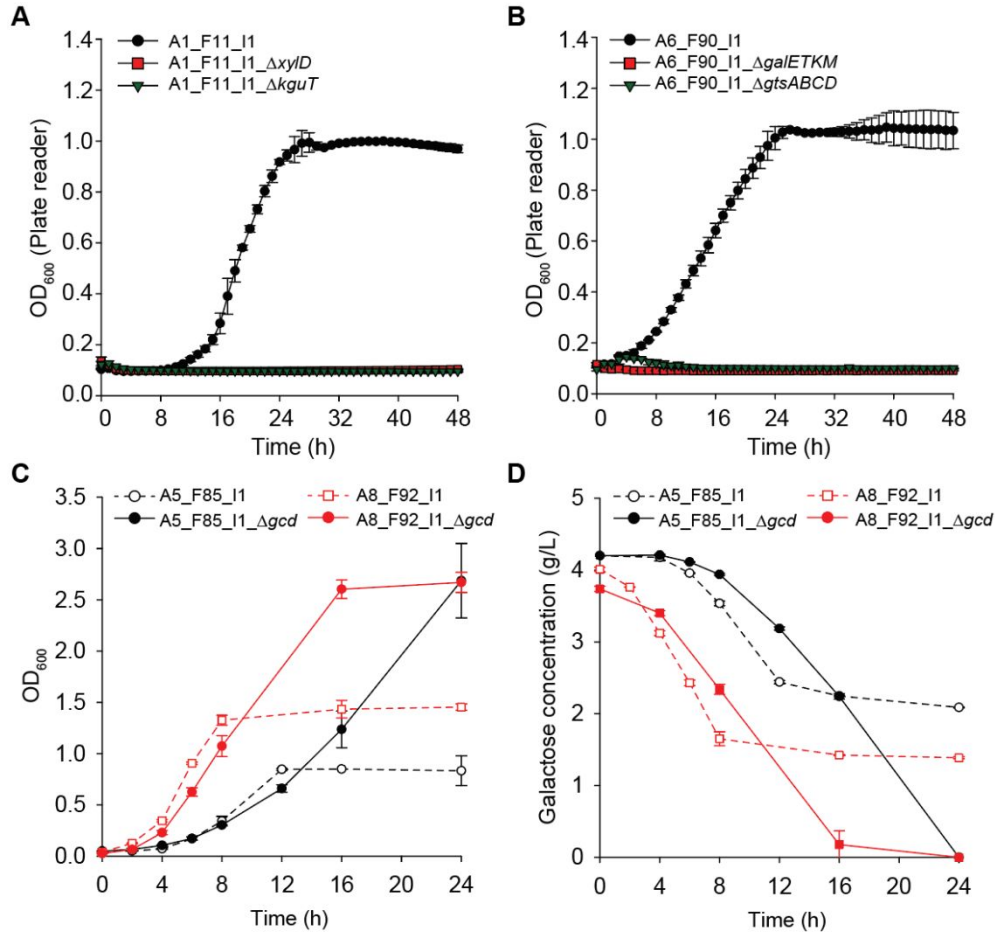 A
A1_F11_I1
A1_F11_I1_ΔxylD
A1_F11_I1_ΔkguT
OD600 (Plate reader)
1.4
1.2
1.0
0.8
0.6
0.4
0.2
0.0
0 8 16 24 32 40 48
Time (h)
B
A6_F90_I1
A6_F90_I1_ΔgalETKM
A6_F90_I1_ΔgtsABCD
OD600 (Plate reader)
1.4
1.2
1.0
0.8
0.6
0.4
0.2
0.0
0 8 16 24 32 40 48
Time (h)
C
A5_F85_I1 A8_F92_I1
A5_F85_I1_Δgcd A8_F92_I1_Δgcd
OD600
3.5
3.0
2.5
2.0
1.5
1.0
0.5
0.0
0 4 8 12 16 20 24
Time (h)
D
A5_F85_I1 A8_F92_I1
A5_F85_I1_Δgcd A8_F92_I1_Δgcd
Galactose concentration (g/L)
5
4
3
2
1
0
0 4 8 12 16 20 24
Time (h)